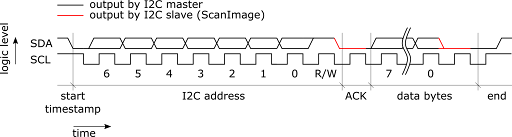 output by I2C master
output by I2C slave (ScanImage)
logic level
SDA
SCL
6 5 4 3 2 1 0 R/W 7 0
start timestamp
I2C address
ACK
data bytes
end
time